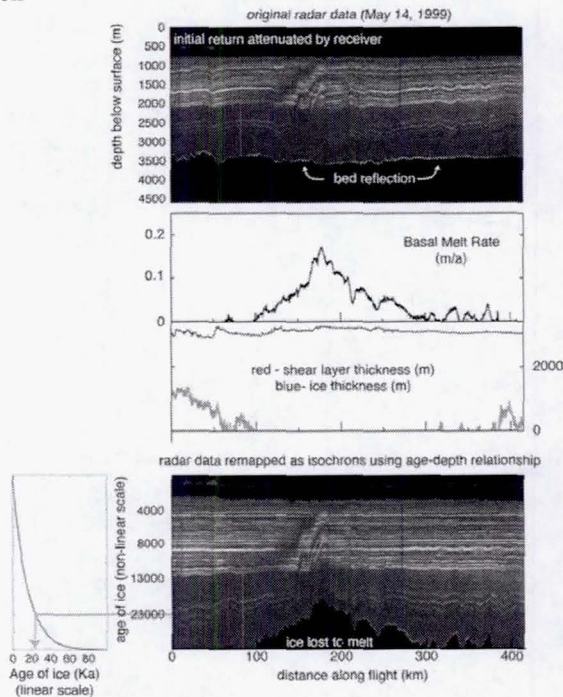 original radar data (May 14, 1999)
initial return attenuated by receiver
depth below surface (m)
0
500
1000
1500
2000
2500
3000
3500
4000
4500
bed reflection
0.2
0.1
0
Basal Melt Rate
(m/a)
red - shear layer thickness (m)
blue- ice thickness (m)
2000
0
radar data remapped as isochrons using age-depth relationship
age of ice (non-linear scale)
4000
8000
13000
23000
ice lost to melt
0 20 40 60 80
Age of ice (Ka)
(linear scale)
0 100 200 300 400
distance along flight (km)